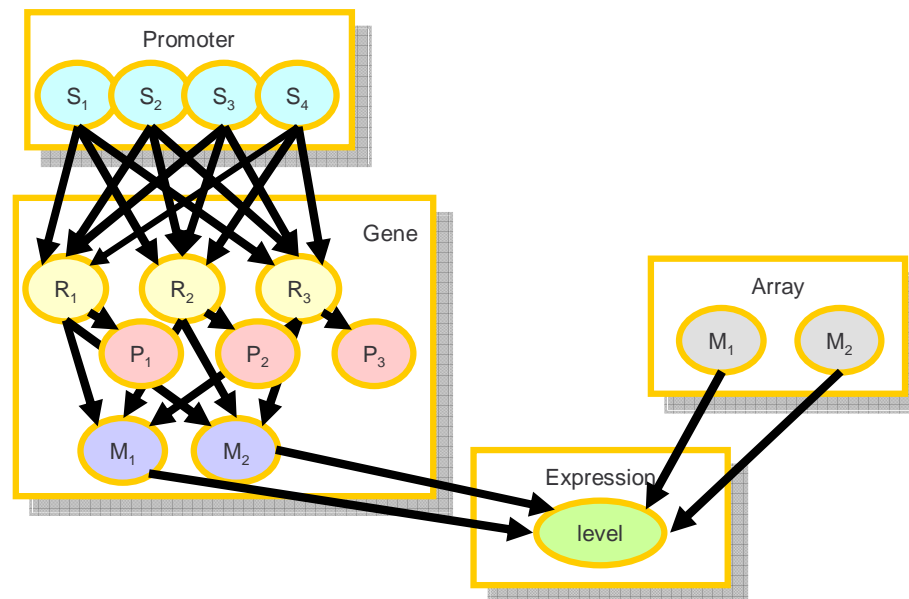 Promoter
S₁ S₂ S₃ S₄
Gene
R₁ R₂ R₃
Array
M₁ M₂
P₁ P₂ P₃
M₁ M₂
Expression
level